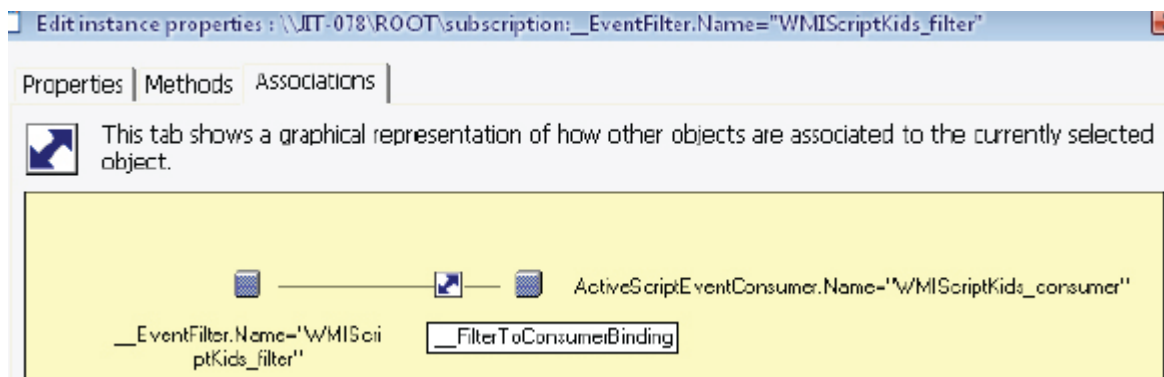 Edit instance properties : \\JIT-078\ROOT\subscription:__EventFilter.Name="WMIScriptKids_filter"
Properties Methods Associations
This tab shows a graphical representation of how other objects are associated to the currently selected
object.
ActiveScriptEventConsumer.Name="WMIScriptKids_consumer"
__EventFilter.Name="WMIScri
ptKids_filter"
__FilterToConsumerBinding